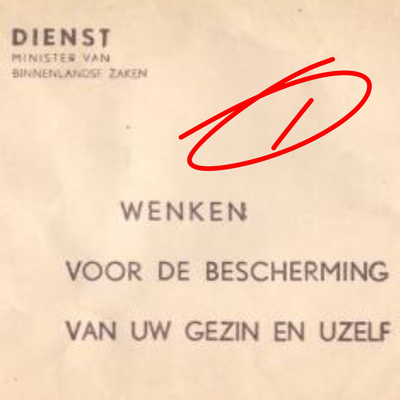 DIENST
MINISTER VAN
BINNENLANDSE ZAKEN
WENKEN
VOOR DE BESCHERMING
VAN UW GEZIN EN UZELF